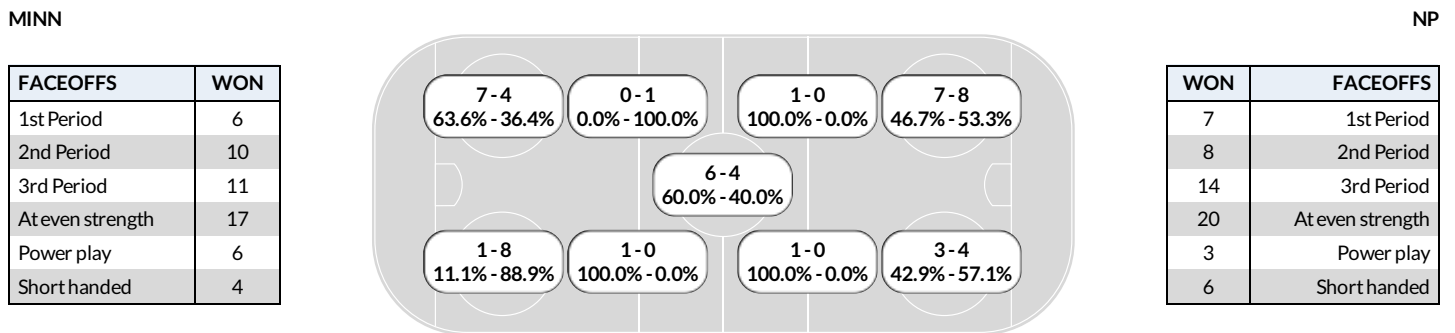 MINN
NP
FACEOFFS WON
1st Period 6
2nd Period 10
3rd Period 11
At even strength 17
Power play 6
Short handed 4
7 - 4
63.6% - 36.4%
0 - 1
0.0% - 100.0%
1 - 0
100.0% - 0.0%
7 - 8
46.7% - 53.3%
6 - 4
60.0% - 40.0%
1 - 8
11.1% - 88.9%
1 - 0
100.0% - 0.0%
1 - 0
100.0% - 0.0%
3 - 4
42.9% - 57.1%
WON FACEOFFS
7 1st Period
8 2nd Period
14 3rd Period
20 At even strength
3 Power play
6 Short handed